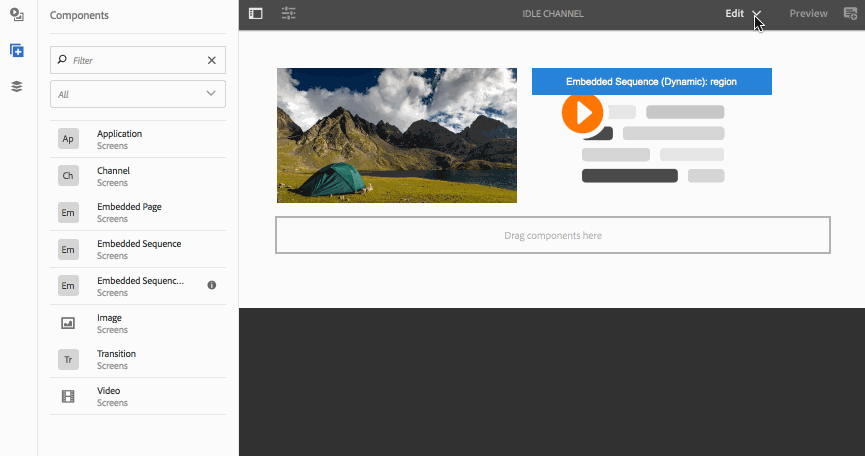 Components
IDLE CHANNEL
Edit
Preview
Filter
All
Ap
Application
Screens
Ch
Channel
Screens
Em
Embedded Page
Screens
Em
Embedded Sequence
Screens
Em
Embedded Sequenc...
Screens
Image
Screens
Tr
Transition
Screens
Video
Screens
Embedded Sequence (Dynamic): region
Drag components here